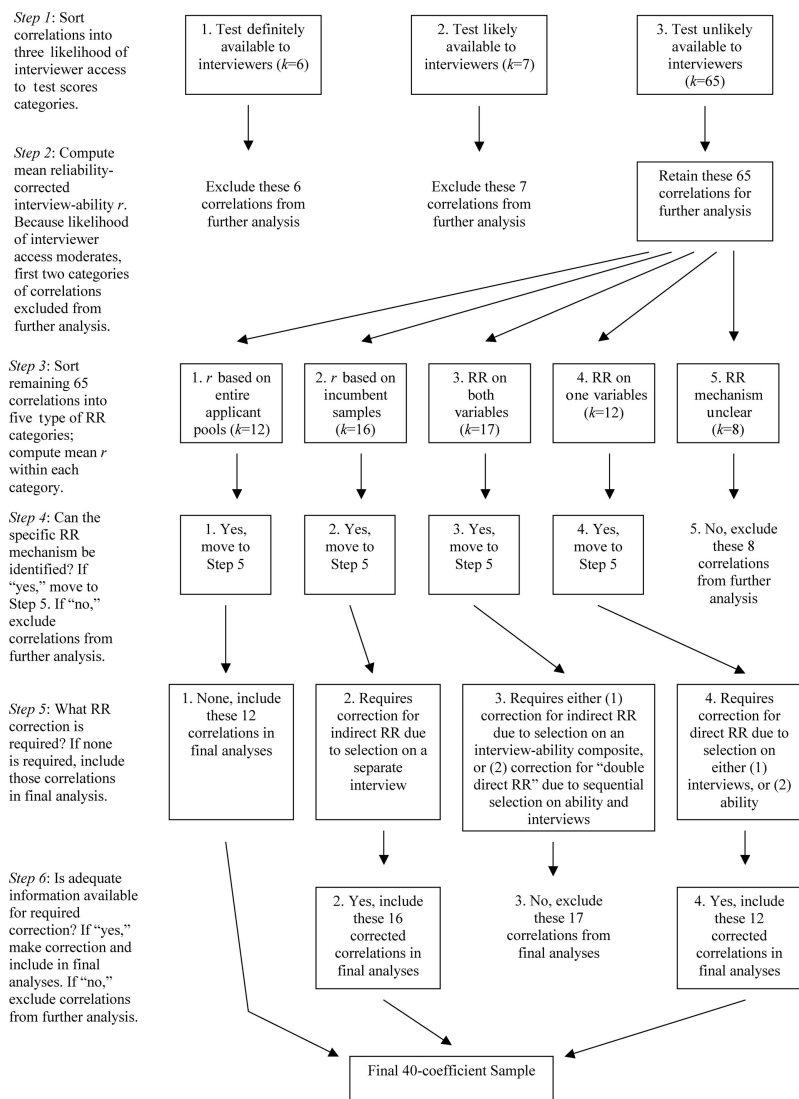 Step 1: Sort
correlations into
three likelihood of
interviewer access
to test scores
categories.
1. Test definitely
available to
interviewers (k=6)
2. Test likely
available to
interviewers (k=7)
3. Test unlikely
available to
interviewers
(k=65)
Step 2: Compute
mean reliability-
corrected
interview-ability r.
Because likelihood
of interviewer
access moderates,
first two categories
of correlations
excluded from
further analysis.
Exclude these 6
correlations from
further analysis
Exclude these 7
correlations from
further analysis
Retain these 65
correlations for
further analysis
Step 3: Sort
remaining 65
correlations into
five type of RR
categories;
compute mean r
within each
category.
1. r based on
entire
applicant
pools (k=12)
2. r based on
incumbent
samples
(k=16)
3. RR on
both
variables
(k=17)
4. RR on
one variables
(k=12)
5. RR
mechanism
unclear
(k=8)
Step 4: Can the
specific RR
mechanism be
identified? If
“yes,” move to
Step 5. If “no,”
exclude
correlations from
further analysis.
1. Yes,
move to
Step 5
2. Yes,
move to
Step 5
3. Yes,
move to
Step 5
4. Yes,
move to
Step 5
5. No, exclude
these 8
correlations
from further
analysis
Step 5: What RR
correction is
required? If none
is required, include
those correlations
in final analysis.
1. None, include
these 12
correlations in
final analyses
2. Requires
correction for
indirect RR due
to selection on a
separate
interview
3. Requires either (1)
correction for indirect RR
due to selection on an
interview-ability composite,
or (2) correction for “double
direct RR” due to sequential
selection on ability and
interviews
4. Requires
correction for
direct RR due to
selection on
either (1)
interviews, or (2)
ability
Step 6: Is adequate
information available
for required
correction? If “yes,”
make correction and
include in final
analyses. If “no,”
exclude correlations
from further analysis.
2. Yes, include
these 16
corrected
correlations in
final analyses
3. No, exclude
these 17
correlations from
final analyses
4. Yes, include
these 12
corrected
correlations in
final analyses
Final 40-coefficient Sample